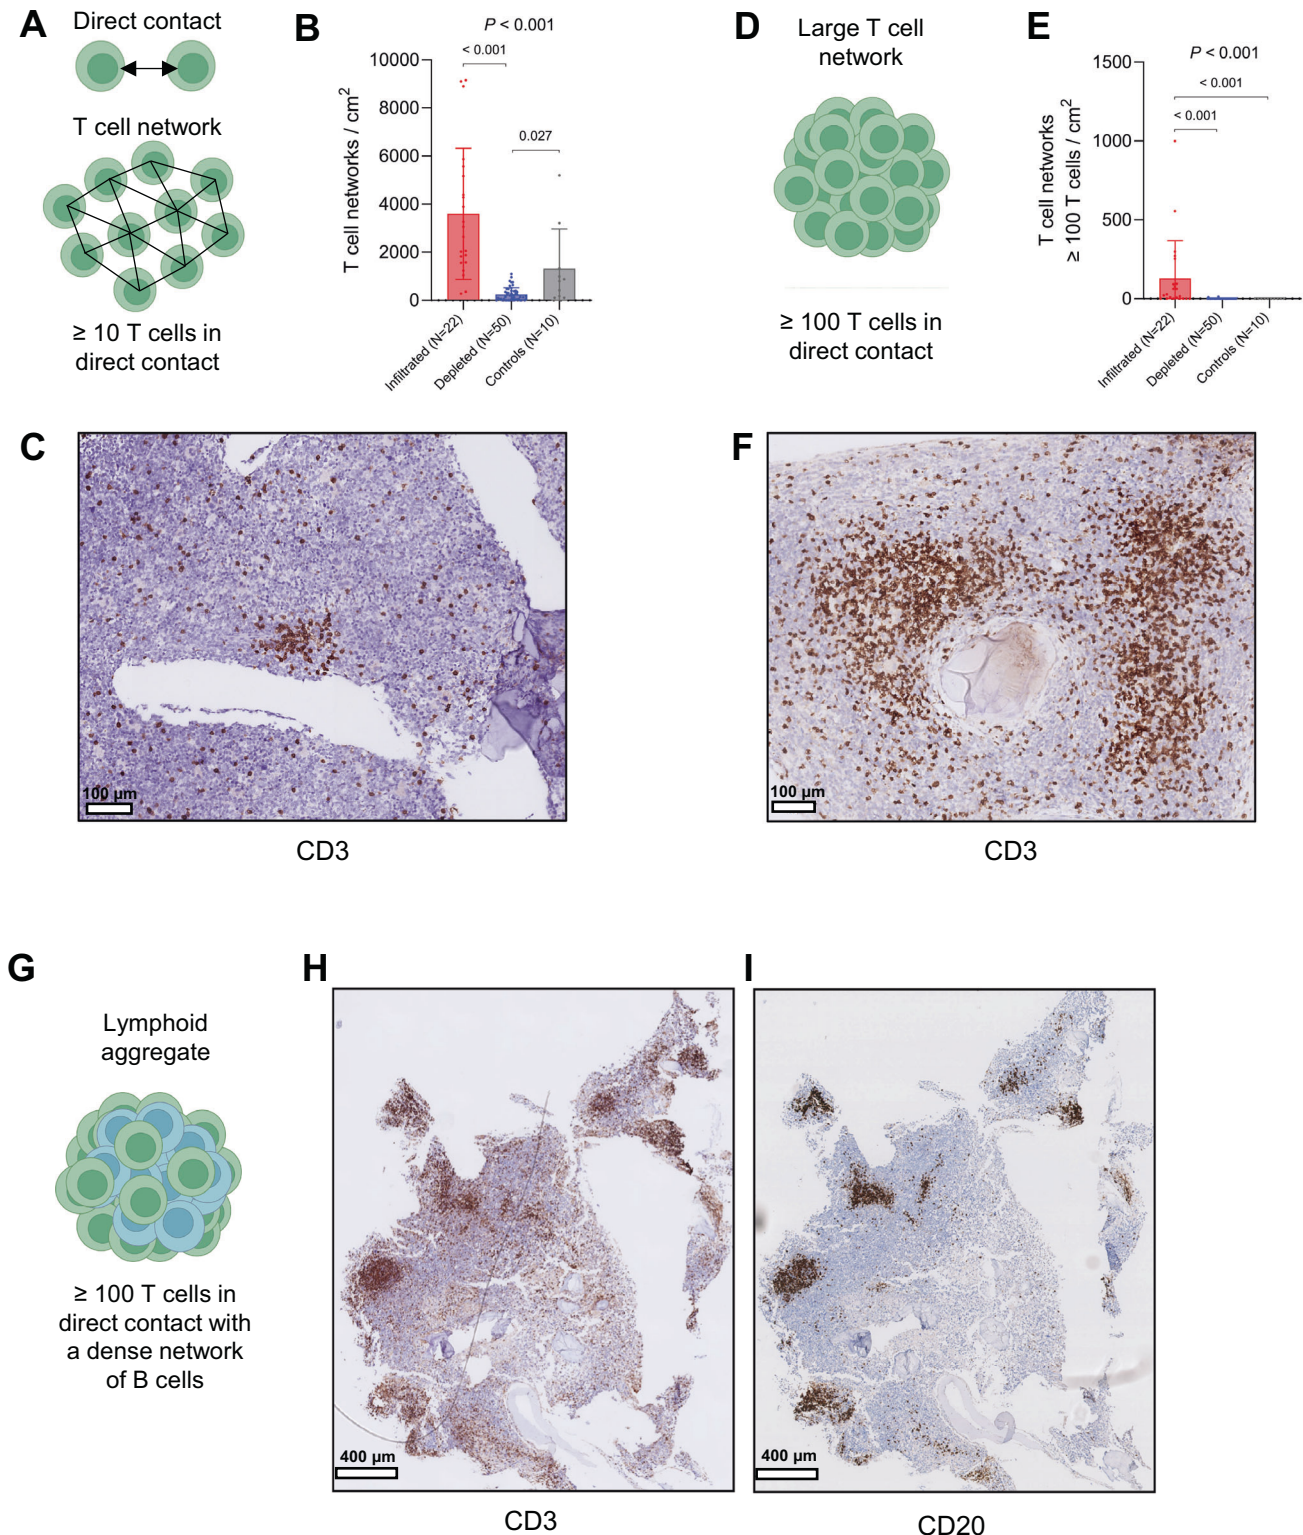 A
Direct contact
T cell network
≥ 10 T cells in
direct contact
B
P < 0.001
< 0.001
0.027
T cell networks / cm²
10000
8000
6000
4000
2000
0
Infiltrated (N=22)
Depleted (N=50)
Controls (N=10)
D
Large T cell
network
≥ 100 T cells in
direct contact
E
P < 0.001
< 0.001
< 0.001
T cell networks
≥ 100 T cells / cm²
1500
1000
500
0
Infiltrated (N=22)
Depleted (N=50)
Controls (N=10)
C
100 µm
CD3
F
100 µm
CD3
G
Lymphoid
aggregate
≥ 100 T cells in
direct contact with
a dense network
of B cells
H
400 µm
CD3
I
400 µm
CD20